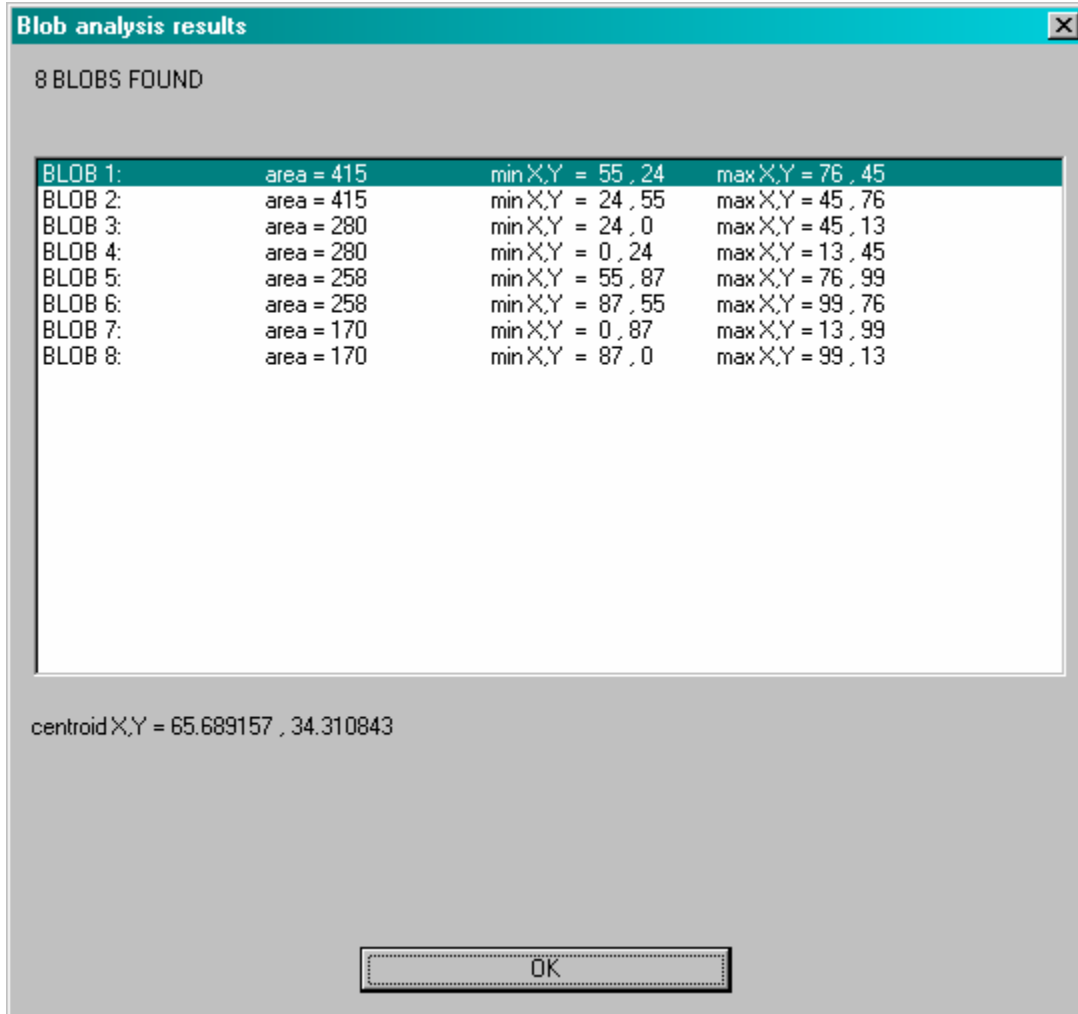 Blob analysis results
8 BLOBS FOUND
BLOB 1: area = 415 min X,Y = 55 , 24 max X,Y = 76 , 45
BLOB 2: area = 415 min X,Y = 24 , 55 max X,Y = 45 , 76
BLOB 3: area = 280 min X,Y = 24 , 0 max X,Y = 45 , 13
BLOB 4: area = 280 min X,Y = 0 , 24 max X,Y = 13 , 45
BLOB 5: area = 258 min X,Y = 55 , 87 max X,Y = 76 , 99
BLOB 6: area = 258 min X,Y = 87 , 55 max X,Y = 99 , 76
BLOB 7: area = 170 min X,Y = 0 , 87 max X,Y = 13 , 99
BLOB 8: area = 170 min X,Y = 87 , 0 max X,Y = 99 , 13
centroid X,Y = 65.689157 , 34.310843
OK